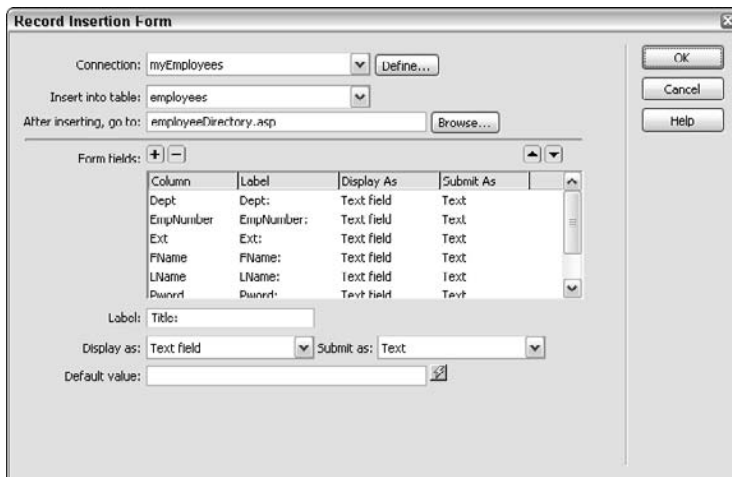 Record Insertion Form
Connection: myEmployees Define...
OK
Insert into table: employees
Cancel
After inserting, go to: employeeDirectory.asp Browse...
Help
Form fields:
Column Label Display As Submit As
Dept Dept: Text field Text
EmpNumber EmpNumber: Text field Text
Ext Ext: Text field Text
FName FName: Text field Text
LName LName: Text field Text
Pword Pword: Text field Text
Label: Title:
Display as: Text field Submit as: Text
Default value: